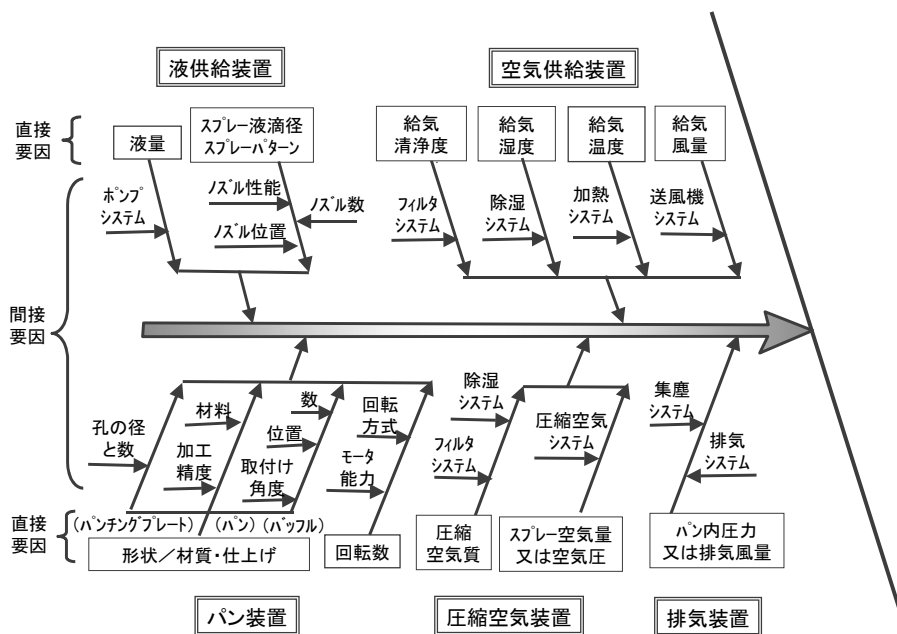 液供給装置
空気供給装置
直接
要因
液量
スプレー液滴径
スプレーパターン
給気
清浄度
給気
湿度
給気
温度
給気
風量
間接
要因
ポンプ
システム
ノズル性能
ノズル数
ノズル位置
フィルタ
システム
除湿
システム
加熱
システム
送風機
システム
孔の径
と数
材料
加工
精度
数
位置
取付け
角度
回転
方式
モータ
能力
除湿
システム
フィルタ
システム
圧縮空気
システム
集塵
システム
排気
システム
直接
要因
(パンチングプレート) (パン) (バッフル)
形状／材質・仕上げ
回転数
圧縮
空気質
スプレー空気量
又は空気圧
パン内圧力
又は排気風量
パン装置
圧縮空気装置
排気装置